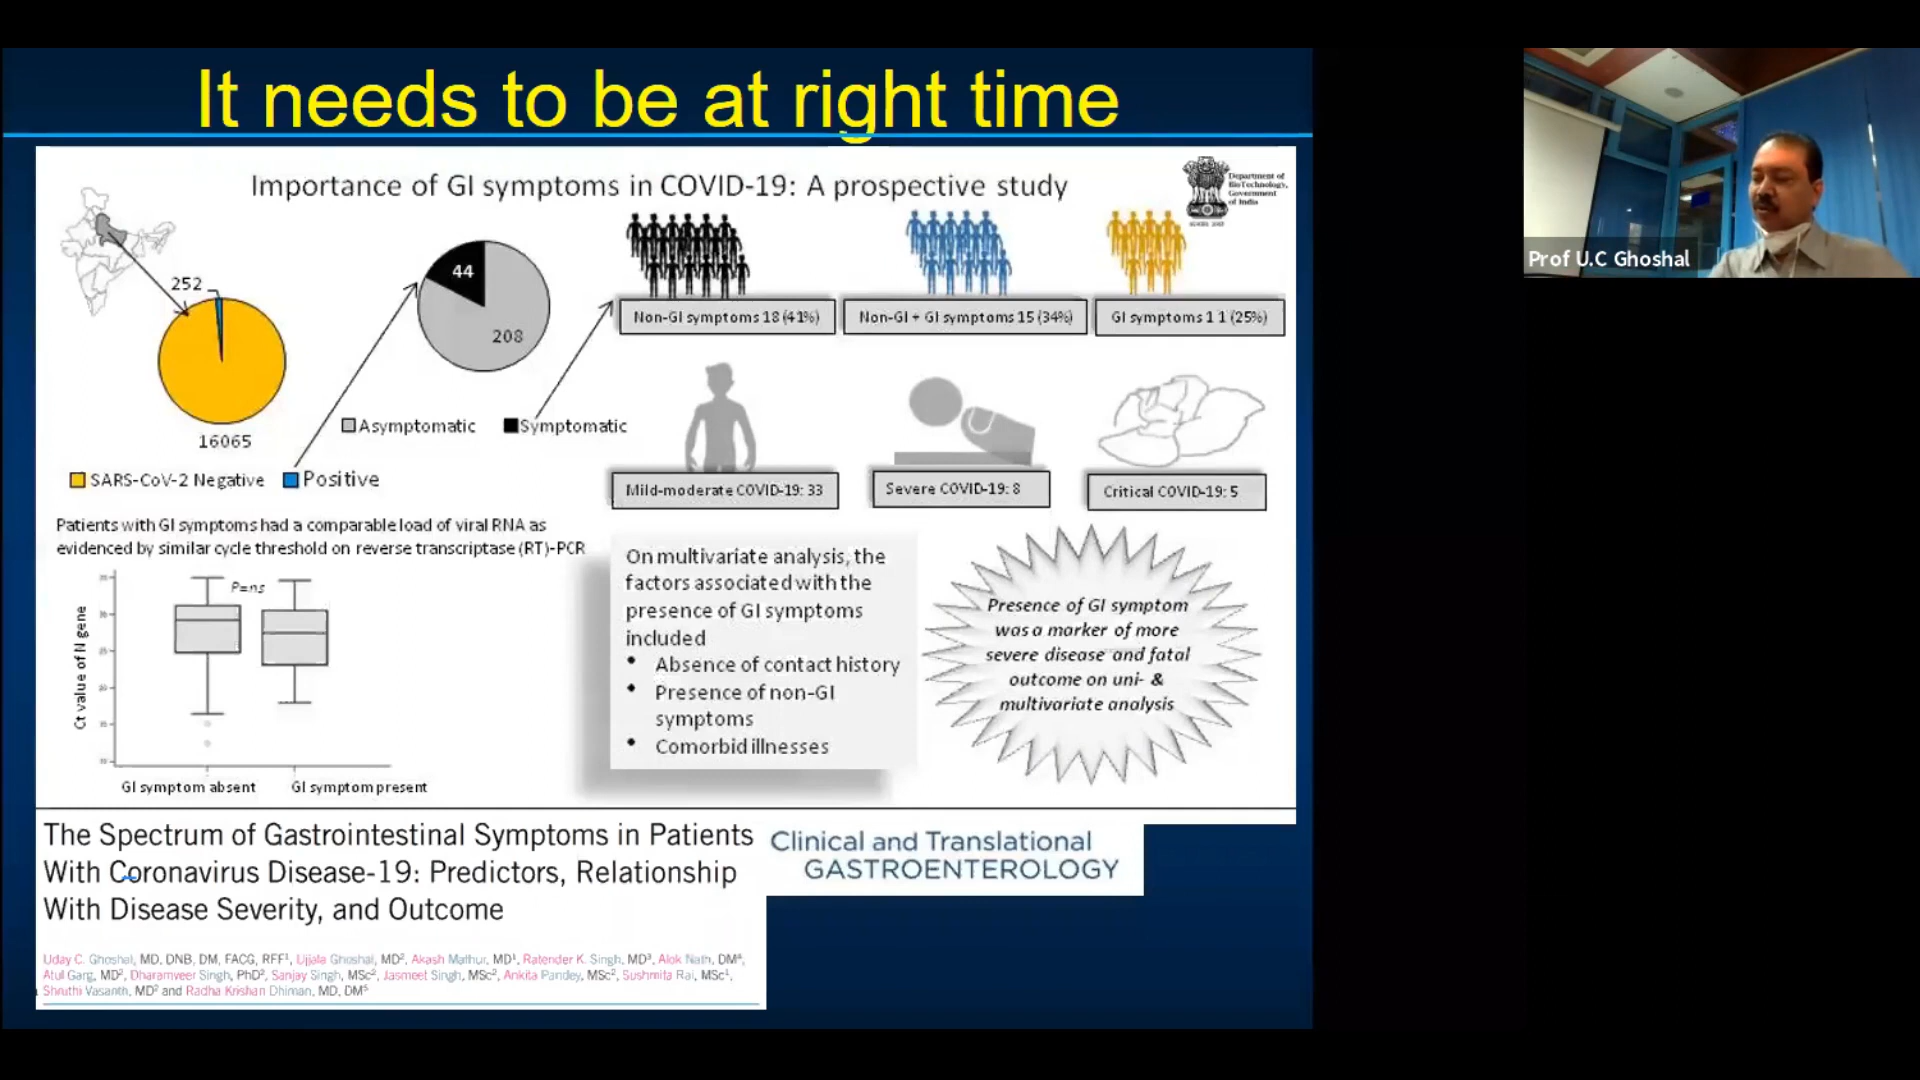 It needs to be at right time
Importance of GI symptoms in COVID-19: A prospective study
Department of
BioTechnology,
Government
of India
252
16065
SARS-CoV-2 Negative
Positive
44
208
Asymptomatic
Symptomatic
Non-GI symptoms 18 (41%)
Non-GI + GI symptoms 15 (34%)
GI symptoms 1 1 (25%)
Mild-moderate COVID-19: 33
Severe COVID-19: 8
Critical COVID-19: 5
Patients with GI symptoms had a comparable load of viral RNA as
evidenced by similar cycle threshold on reverse transcriptase (RT)-PCR
P=ns
Ct value of N gene
GI symptom absent
GI symptom present
On multivariate analysis, the
factors associated with the
presence of GI symptoms
included
• Absence of contact history
• Presence of non-GI
symptoms
• Comorbid illnesses
Presence of GI symptom
was a marker of more
severe disease and fatal
outcome on uni- &
multivariate analysis
The Spectrum of Gastrointestinal Symptoms in Patients
With Coronavirus Disease-19: Predictors, Relationship
With Disease Severity, and Outcome
Clinical and Translational
GASTROENTEROLOGY
Uday C. Ghoshal, MD, DNB, DM, FACG, RFF¹, Ujjala Ghoshal, MD², Akash Mathur, MD¹, Ratender K. Singh, MD³, Alok Nath, DM⁴,
Atul Garg, MD², Dharamveer Singh, PhD², Sanjay Singh, MSc², Jasmeet Singh, MSc², Ankita Pandey, MSc², Sushmita Rai, MSc¹,
Shruthi Vasanth, MD² and Radha Krishan Dhiman, MD, DM⁵
Prof U.C Ghoshal